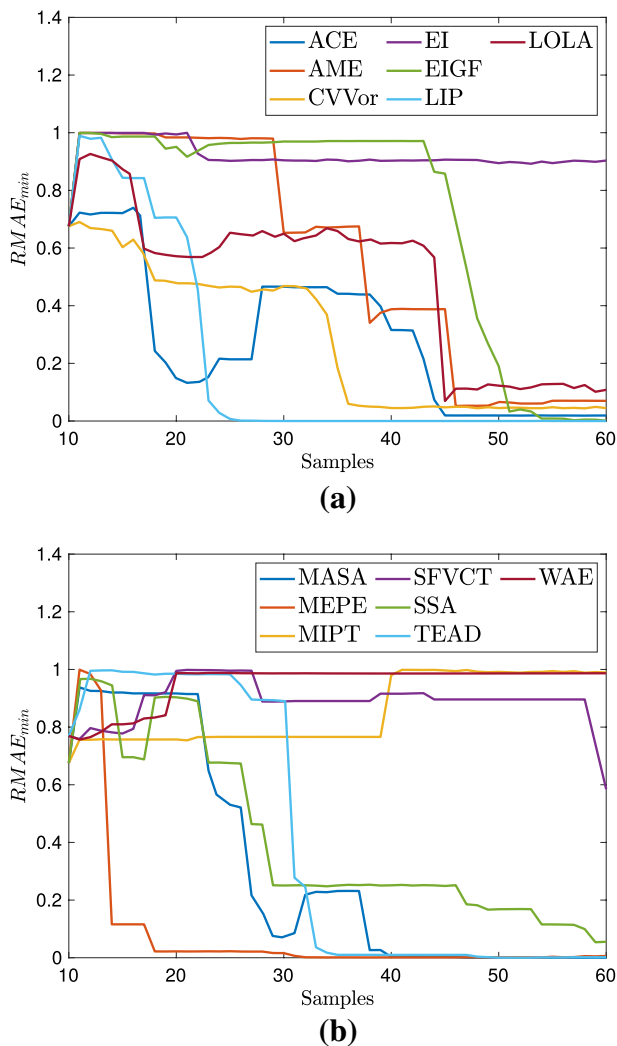 1.4
1.2
1
0.8
0.6
0.4
0.2
0
RMAE_min
ACE EI LOLA
AME EIGF
CVVor LIP
10 20 30 40 50 60
Samples
(a)
1.4
1.2
1
0.8
0.6
0.4
0.2
0
RMAE_min
MASA SFVCT WAE
MEPE SSA
MIPT TEAD
10 20 30 40 50 60
Samples
(b)